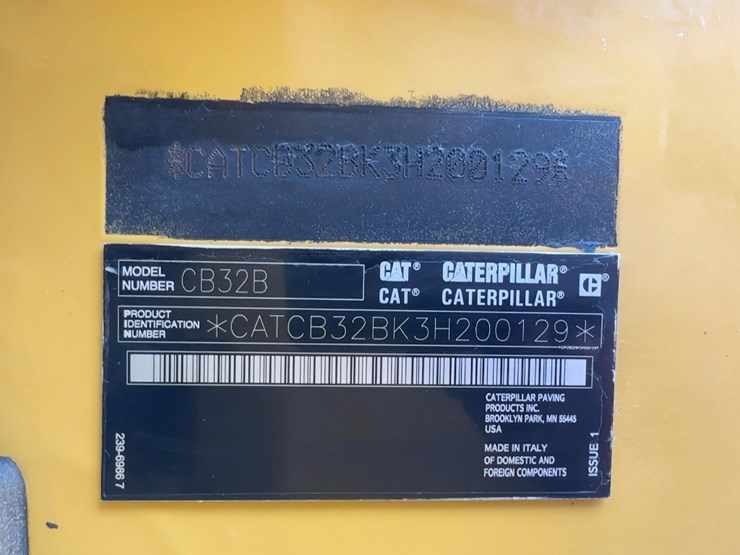 *CATCB32BK3H200129*
MODEL NUMBER CB32B
CAT® CATERPILLAR® C®
CAT® CATERPILLAR®
PRODUCT
IDENTIFICATION
NUMBER
*CATCB32BK3H200129*
CATERPILLAR PAVING
PRODUCTS INC.
BROOKLYN PARK, MN 55445
USA
MADE IN ITALY
OF DOMESTIC AND
FOREIGN COMPONENTS
239-6966 7
ISSUE 1